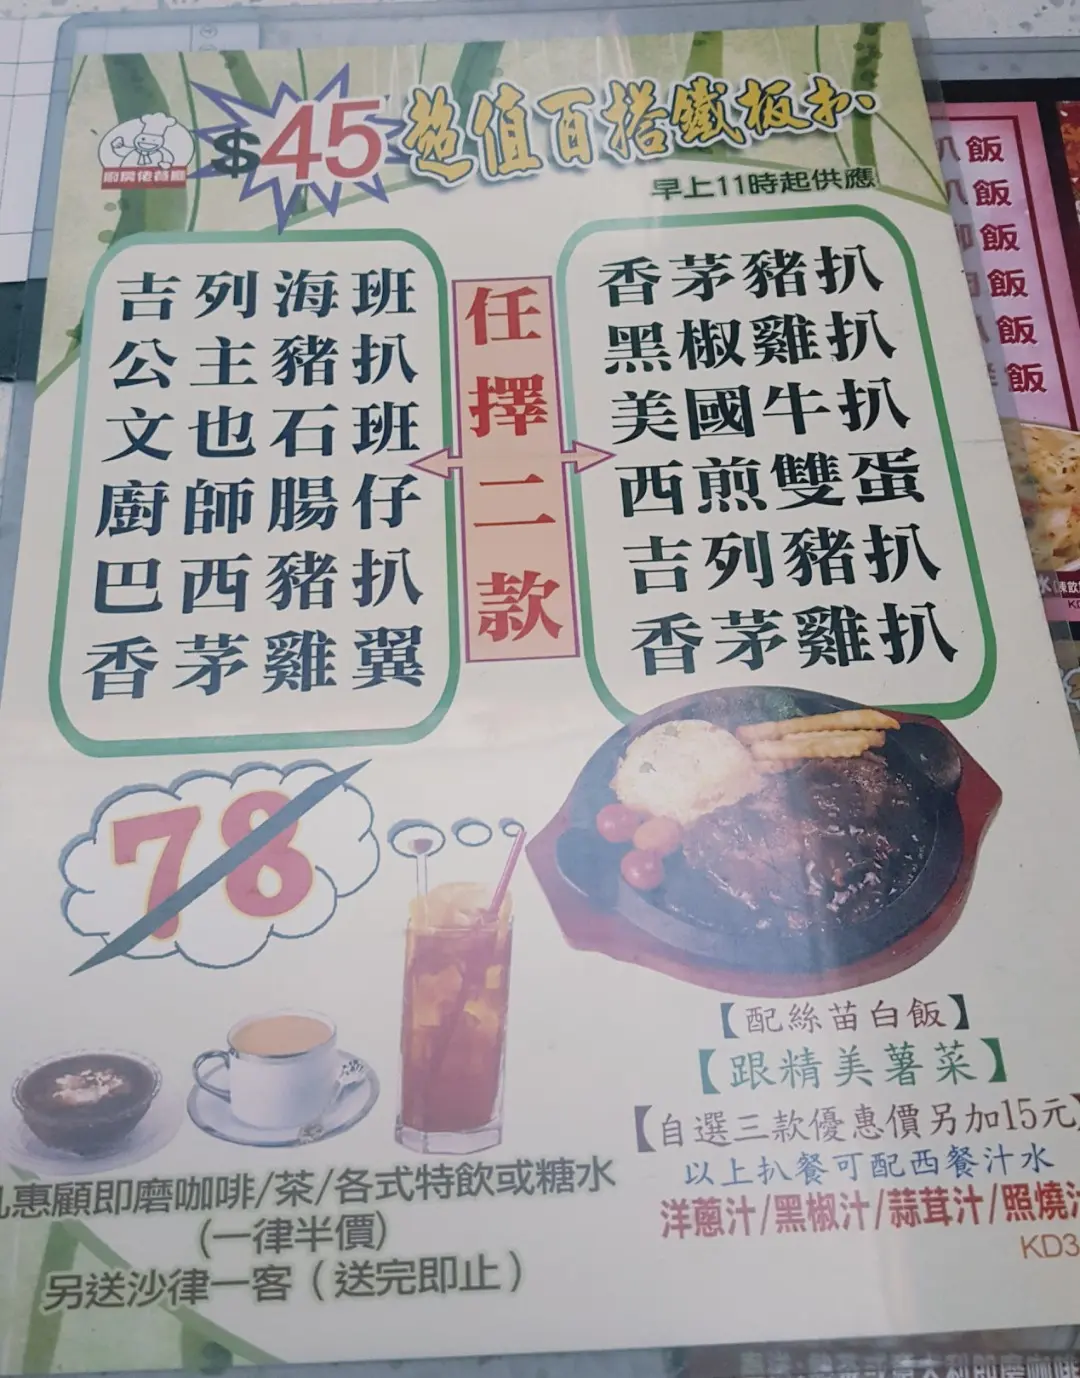 $45 超值百搭鐵板扒
廚房佬餐廳
早上11時起供應
吉列海班
公主豬扒
文也石班
廚師腸仔
巴西豬扒
香茅雞翼
任擇二款
香茅豬扒
黑椒雞扒
美國牛扒
西煎雙蛋
吉列豬扒
香茅雞扒
78
【配絲苗白飯】
【跟精美薯菜】
【自選三款優惠價另加15元】
以上扒餐可配西餐汁水
洋蔥汁/黑椒汁/蒜茸汁/照燒汁
KD3
凡惠顧即磨咖啡/茶/各式特飲或糖水
(一律半價)
另送沙律一客(送完即止)
飯
飯
飯
飯
飯
飯